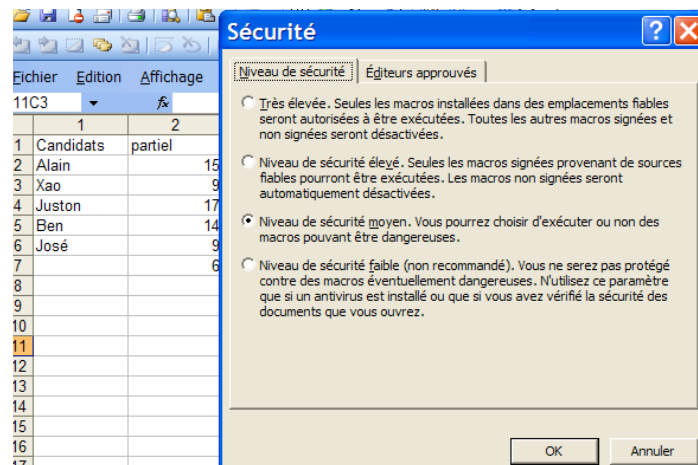 Sécurité
Fichier Edition Affichage
11C3 fx
1 2
1 Candidats partiel
2 Alain 15
3 Xao 9
4 Juston 17
5 Ben 14
6 José 9
7 6
8
9
10
11
12
13
14
15
16
17
Niveau de sécurité Éditeurs approuvés
Très élevée. Seules les macros installées dans des emplacements fiables
seront autorisées à être exécutées. Toutes les autres macros signées et
non signées seront désactivées.
Niveau de sécurité élevé. Seules les macros signées provenant de sources
fiables pourront être exécutées. Les macros non signées seront
automatiquement désactivées.
Niveau de sécurité moyen. Vous pourrez choisir d'exécuter ou non des
macros pouvant être dangereuses.
Niveau de sécurité faible (non recommandé). Vous ne serez pas protégé
contre des macros éventuellement dangereuses. N'utilisez ce paramètre
que si un antivirus est installé ou que si vous avez vérifié la sécurité des
documents que vous ouvrez.
OK Annuler